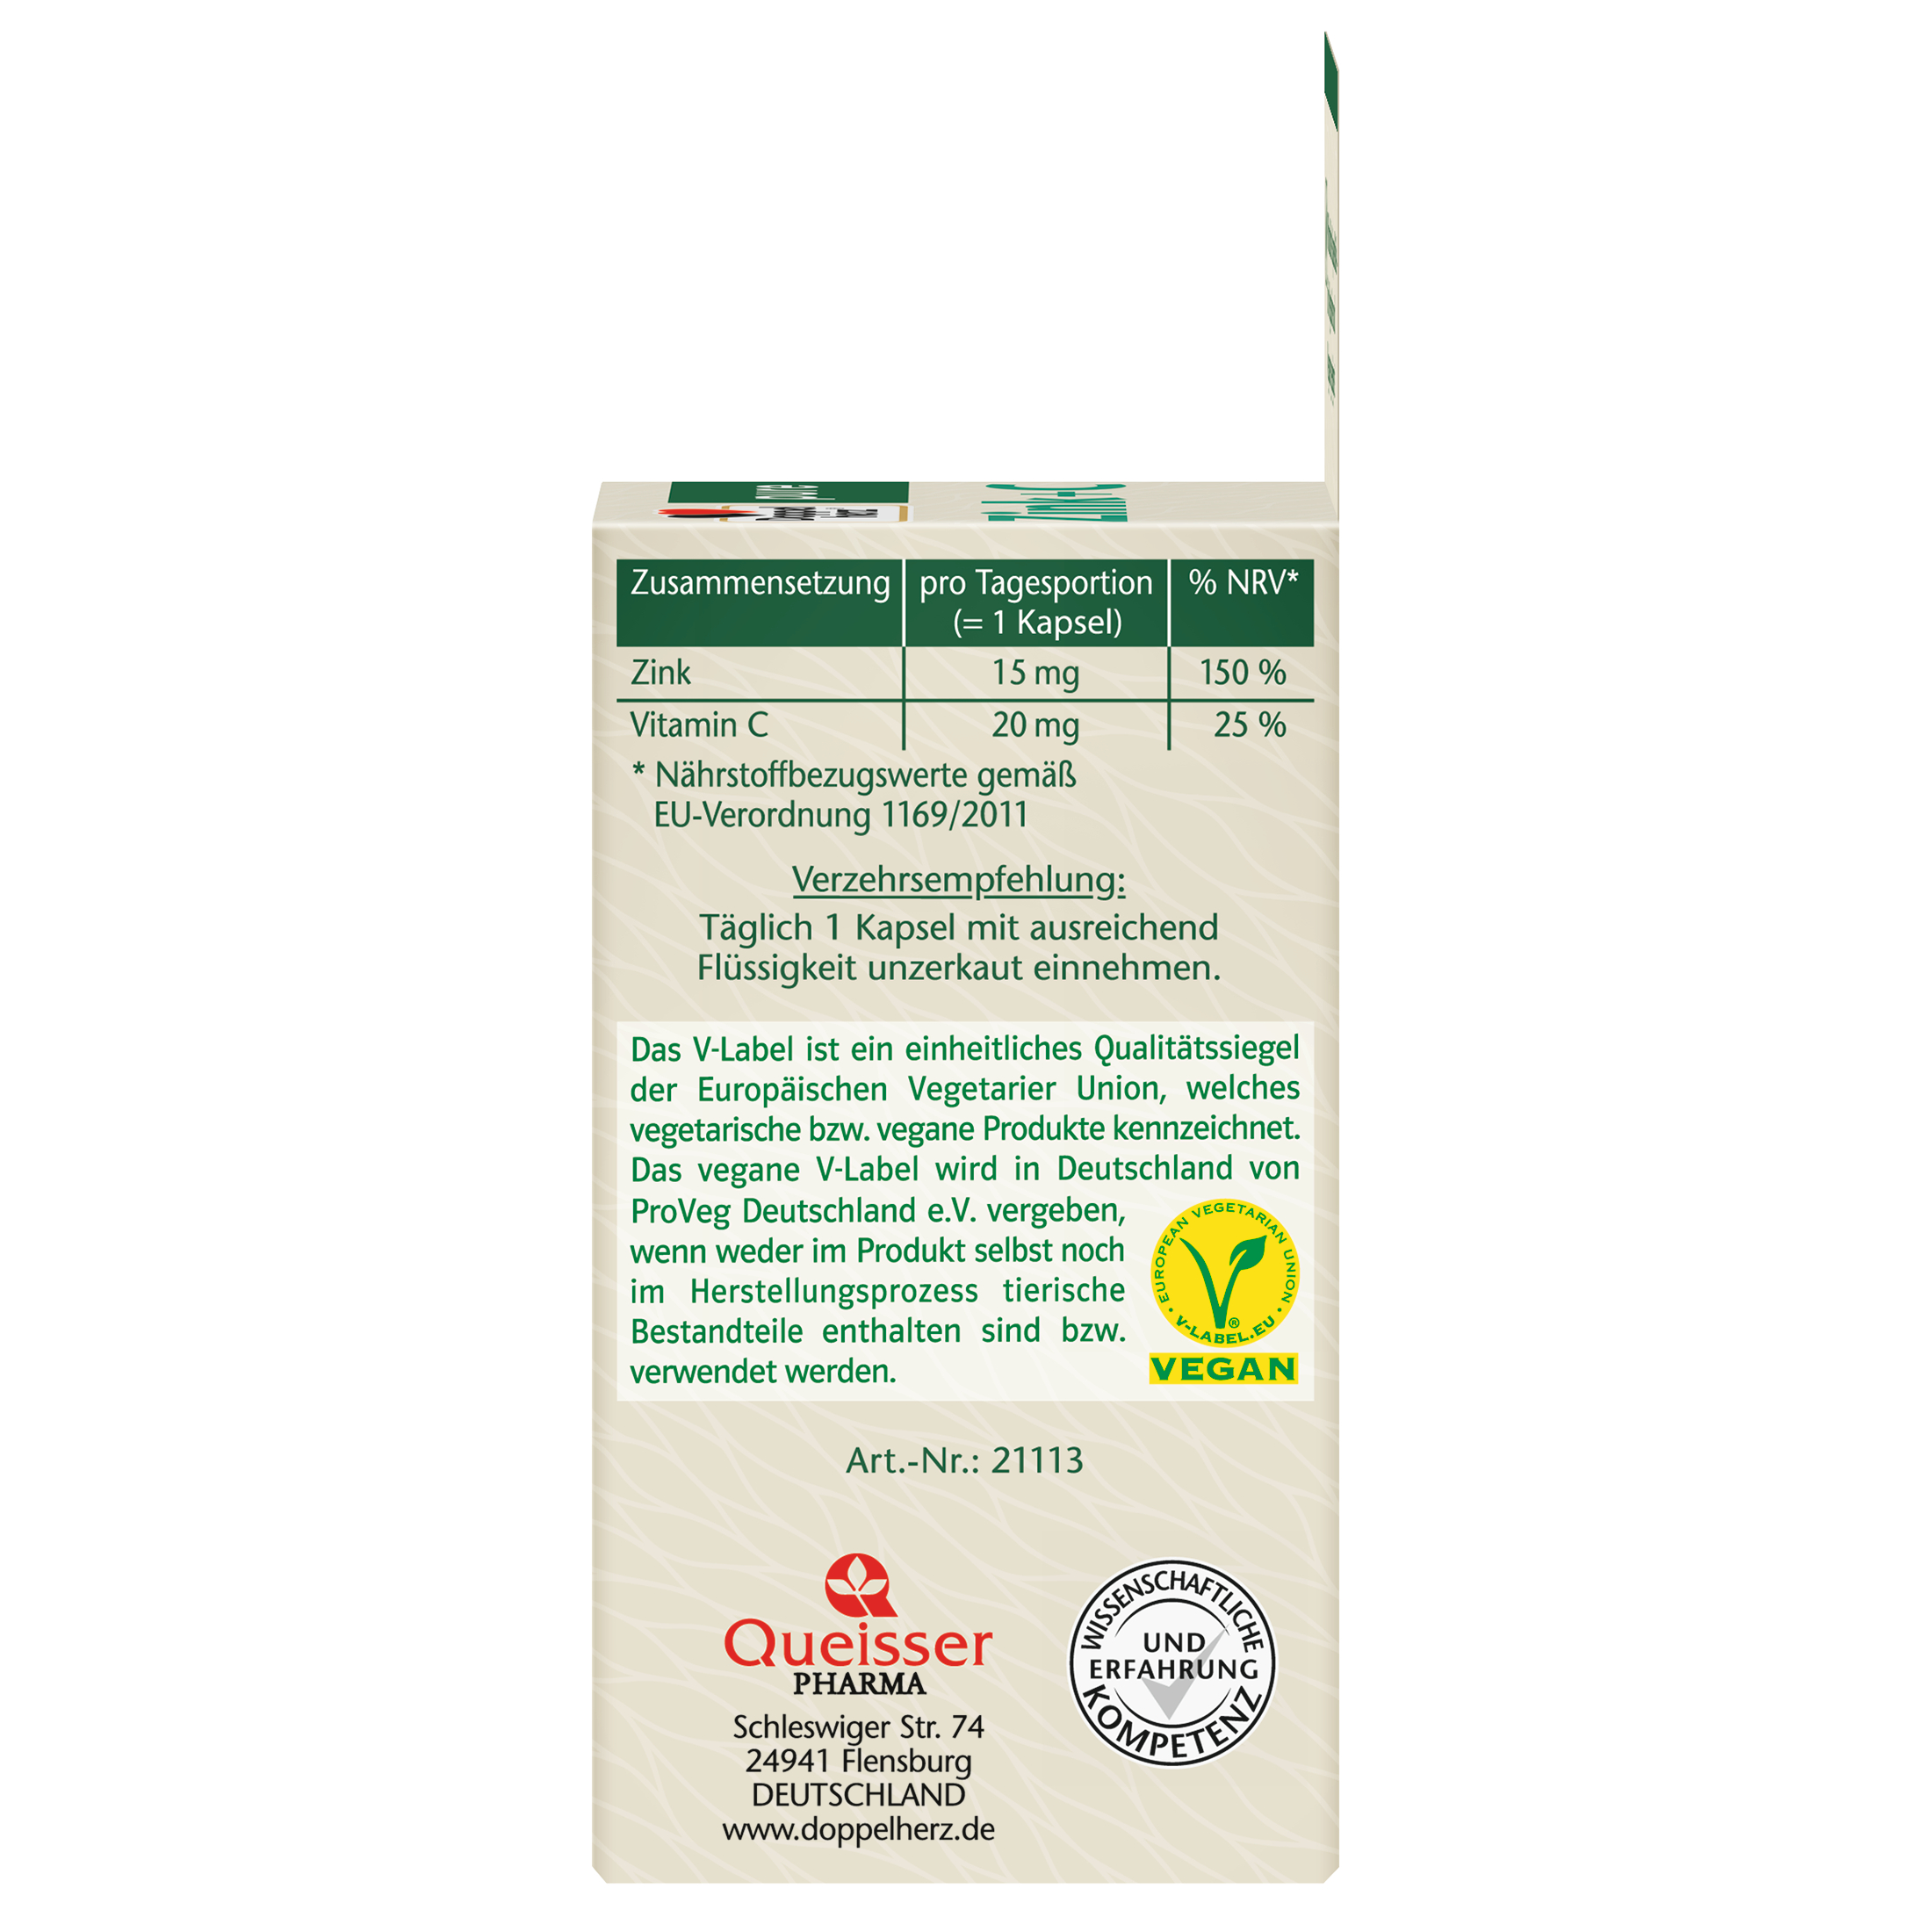 Zusammensetzung pro Tagesportion % NRV*
(= 1 Kapsel)
Zink 15 mg 150 %
Vitamin C 20 mg 25 %
* Nährstoffbezugswerte gemäß
EU-Verordnung 1169/2011
Verzehrsempfehlung:
Täglich 1 Kapsel mit ausreichend
Flüssigkeit unzerkaut einnehmen.
Das V-Label ist ein einheitliches Qualitätssiegel
der Europäischen Vegetarier Union, welches
vegetarische bzw. vegane Produkte kennzeichnet.
Das vegane V-Label wird in Deutschland von
ProVeg Deutschland e.V. vergeben,
wenn weder im Produkt selbst noch
im Herstellungsprozess tierische
Bestandteile enthalten sind bzw.
verwendet werden.
EUROPEAN VEGETARIAN UNION
• V-LABEL.EU •
®
VEGAN
Art.-Nr.: 21113
Queisser
PHARMA
Schleswiger Str. 74
24941 Flensburg
DEUTSCHLAND
www.doppelherz.de
WISSENSCHAFTLICHE
UND
ERFAHRUNG
KOMPETENZ